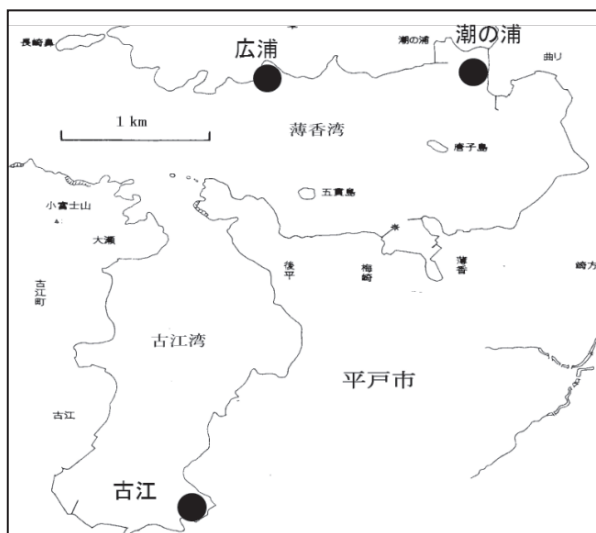 長崎鼻
広浦
潮の浦
潮の浦
曲り
1 km
薄香湾
唐子島
五貫島
小富士山
大瀬
古江町
後平
梅崎
薄香
崎方
古江湾
平戸市
古江
古江